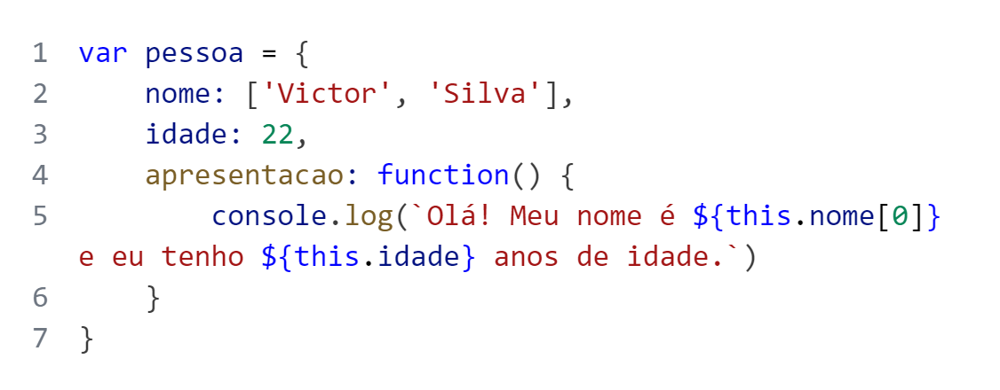 1 var pessoa = {
2     nome: ['Victor', 'Silva'],
3     idade: 22,
4     apresentacao: function() {
5         console.log(`Olá! Meu nome é ${this.nome[0]}
e eu tenho ${this.idade} anos de idade.`)
6     }
7 }